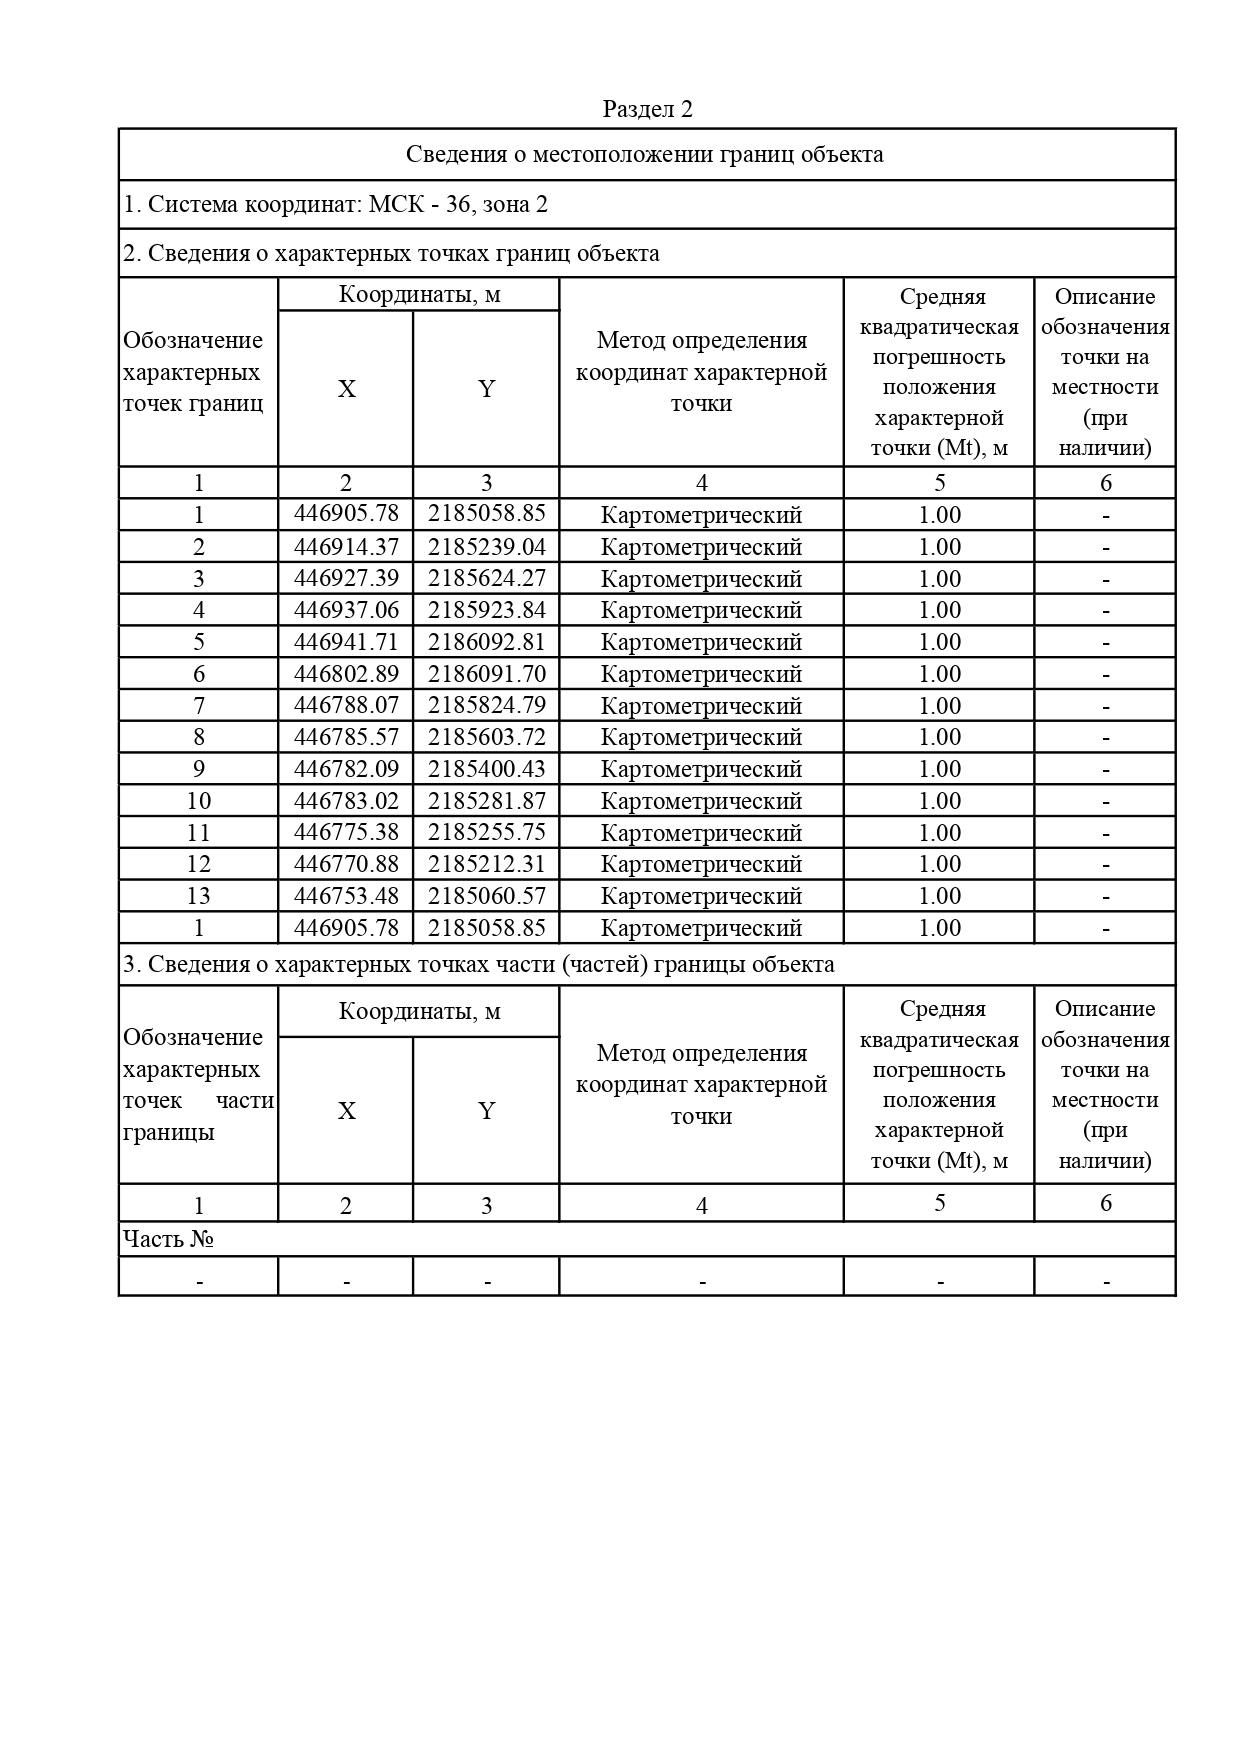 Раздел 2
Сведения о местоположении границ объекта
1. Система координат: МСК - 36, зона 2
2. Сведения о характерных точках границ объекта
Обозначение характерных точек границ | Координаты, м | Метод определения координат характерной точки | Средняя квадратическая погрешность положения характерной точки (Mt), м | Описание обозначения точки на местности (при наличии)
X | Y
1 | 2 | 3 | 4 | 5 | 6
1 | 446905.78 | 2185058.85 | Картометрический | 1.00 | -
2 | 446914.37 | 2185239.04 | Картометрический | 1.00 | -
3 | 446927.39 | 2185624.27 | Картометрический | 1.00 | -
4 | 446937.06 | 2185923.84 | Картометрический | 1.00 | -
5 | 446941.71 | 2186092.81 | Картометрический | 1.00 | -
6 | 446802.89 | 2186091.70 | Картометрический | 1.00 | -
7 | 446788.07 | 2185824.79 | Картометрический | 1.00 | -
8 | 446785.57 | 2185603.72 | Картометрический | 1.00 | -
9 | 446782.09 | 2185400.43 | Картометрический | 1.00 | -
10 | 446783.02 | 2185281.87 | Картометрический | 1.00 | -
11 | 446775.38 | 2185255.75 | Картометрический | 1.00 | -
12 | 446770.88 | 2185212.31 | Картометрический | 1.00 | -
13 | 446753.48 | 2185060.57 | Картометрический | 1.00 | -
1 | 446905.78 | 2185058.85 | Картометрический | 1.00 | -
3. Сведения о характерных точках части (частей) границы объекта
Обозначение характерных точек части границы | Координаты, м | Метод определения координат характерной точки | Средняя квадратическая погрешность положения характерной точки (Mt), м | Описание обозначения точки на местности (при наличии)
X | Y
1 | 2 | 3 | 4 | 5 | 6
Часть №
- | - | - | - | - | -